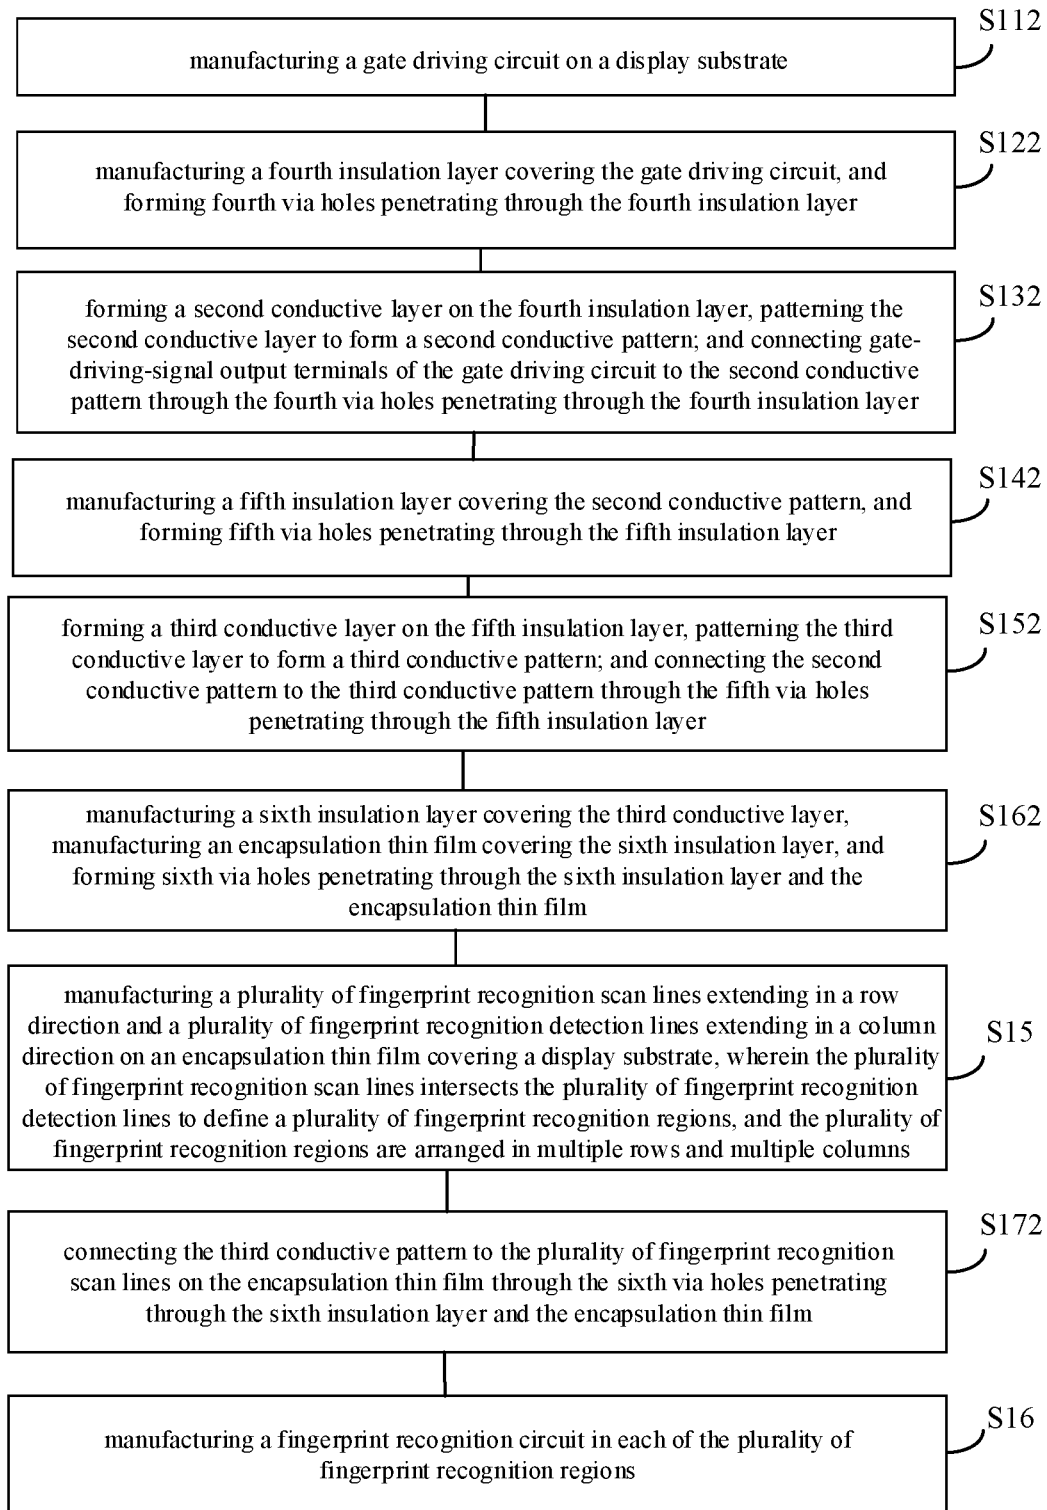 S112
manufacturing a gate driving circuit on a display substrate
S122
manufacturing a fourth insulation layer covering the gate driving circuit, and
forming fourth via holes penetrating through the fourth insulation layer
S132
forming a second conductive layer on the fourth insulation layer, patterning the
second conductive layer to form a second conductive pattern; and connecting gate-
driving-signal output terminals of the gate driving circuit to the second conductive
pattern through the fourth via holes penetrating through the fourth insulation layer
S142
manufacturing a fifth insulation layer covering the second conductive pattern, and
forming fifth via holes penetrating through the fifth insulation layer
S152
forming a third conductive layer on the fifth insulation layer, patterning the third
conductive layer to form a third conductive pattern; and connecting the second
conductive pattern to the third conductive pattern through the fifth via holes
penetrating through the fifth insulation layer
S162
manufacturing a sixth insulation layer covering the third conductive layer,
manufacturing an encapsulation thin film covering the sixth insulation layer, and
forming sixth via holes penetrating through the sixth insulation layer and the
encapsulation thin film
S15
manufacturing a plurality of fingerprint recognition scan lines extending in a row
direction and a plurality of fingerprint recognition detection lines extending in a column
direction on an encapsulation thin film covering a display substrate, wherein the plurality
of fingerprint recognition scan lines intersects the plurality of fingerprint recognition
detection lines to define a plurality of fingerprint recognition regions, and the plurality of
fingerprint recognition regions are arranged in multiple rows and multiple columns
S172
connecting the third conductive pattern to the plurality of fingerprint recognition
scan lines on the encapsulation thin film through the sixth via holes penetrating
through the sixth insulation layer and the encapsulation thin film
S16
manufacturing a fingerprint recognition circuit in each of the plurality of
fingerprint recognition regions